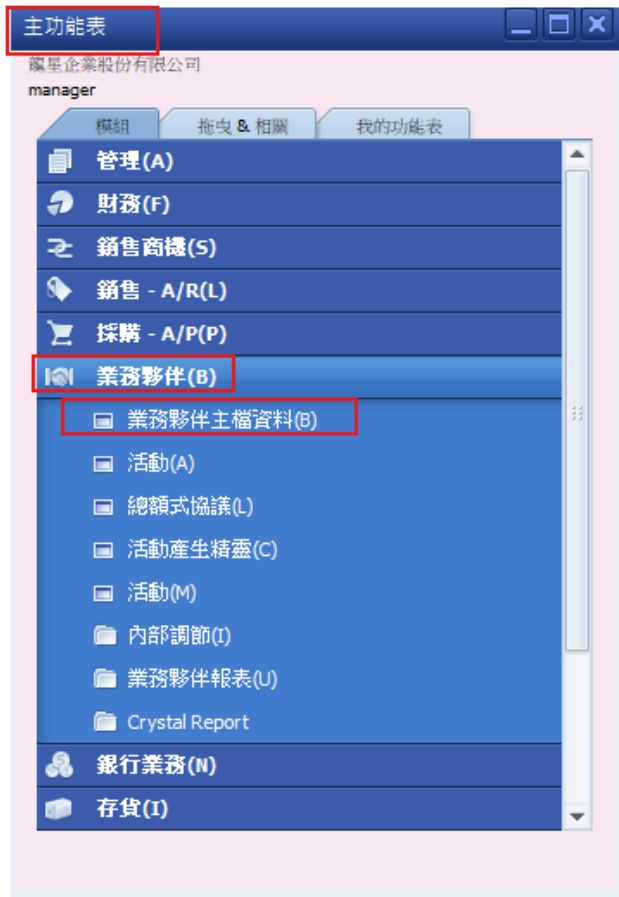 主功能表
龍星企業股份有限公司
manager
模組 拖曳 & 相關 我的功能表
管理(A)
財務(F)
銷售商機(S)
銷售 - A/R(L)
採購 - A/P(P)
業務夥伴(B)
業務夥伴主檔資料(B)
活動(A)
總額式協議(L)
活動產生精靈(C)
活動(M)
內部調節(I)
業務夥伴報表(U)
Crystal Report
銀行業務(N)
存貨(I)